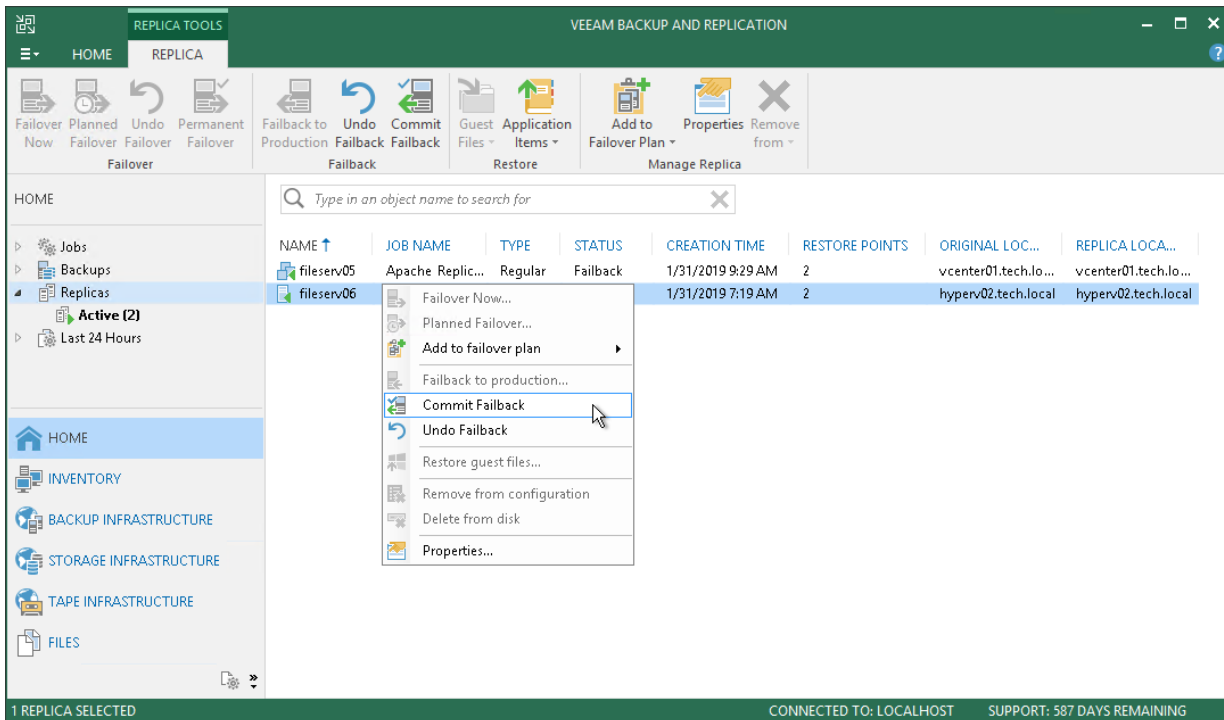 REPLICA TOOLS
VEEAM BACKUP AND REPLICATION
HOME REPLICA
Failover Now
Planned Failover
Undo Failover
Permanent Failover
Failover
Failback to Production
Undo Failback
Commit Failback
Failback
Guest Files
Application Items
Restore
Add to Failover Plan
Properties
Remove from
Manage Replica
HOME
Type in an object name to search for
Jobs
Backups
Replicas
Active (2)
Last 24 Hours
NAME JOB NAME TYPE STATUS CREATION TIME RESTORE POINTS ORIGINAL LOC... REPLICA LOCA...
fileserv05 Apache Replic... Regular Failback 1/31/2019 9:29 AM 2 vcenter01.tech.lo... vcenter01.tech.lo...
fileserv06 1/31/2019 7:19 AM 2 hyperv02.tech.local hyperv02.tech.local
Failover Now...
Planned Failover...
Add to failover plan
Failback to production...
Commit Failback
Undo Failback
Restore guest files...
Remove from configuration
Delete from disk
Properties...
HOME
INVENTORY
BACKUP INFRASTRUCTURE
STORAGE INFRASTRUCTURE
TAPE INFRASTRUCTURE
FILES
1 REPLICA SELECTED
CONNECTED TO: LOCALHOST
SUPPORT: 587 DAYS REMAINING